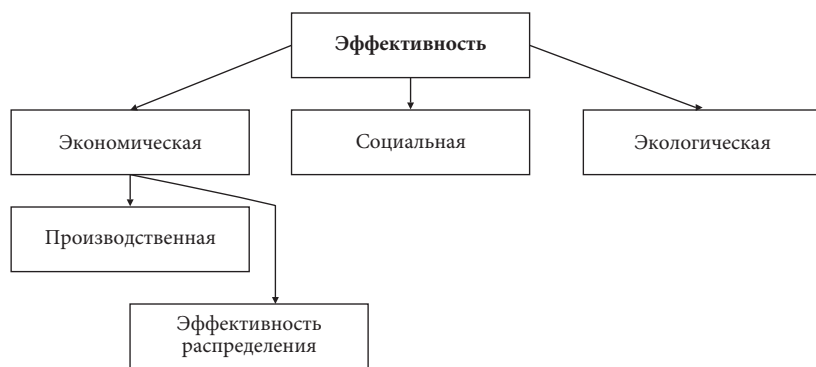 Эффективность
Экономическая
Социальная
Экологическая
Производственная
Эффективность
распределения